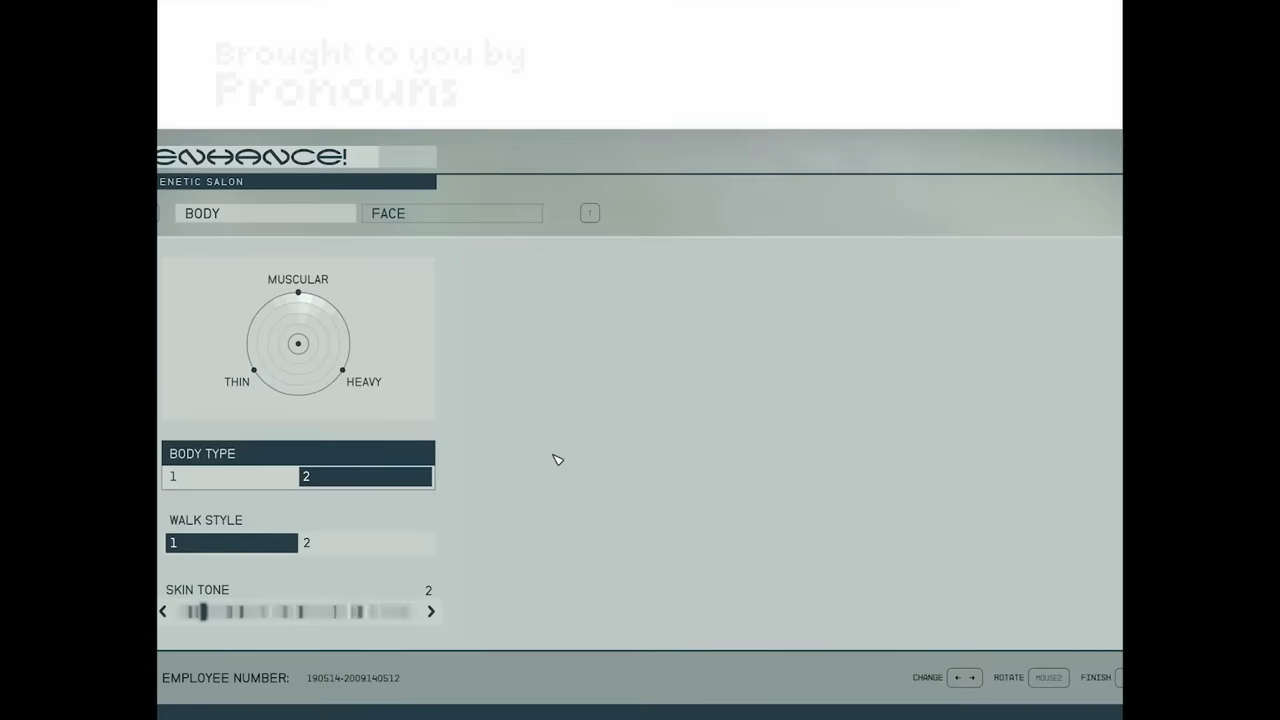 Brought to you by
Pronouns
ENHANCE!
ENETIC SALON
BODY FACE ↑
MUSCULAR
THIN HEAVY
BODY TYPE
1 2
WALK STYLE
1 2
SKIN TONE 2
EMPLOYEE NUMBER: 190514-2009140512 CHANGE ← → ROTATE MOUSE2 FINISH